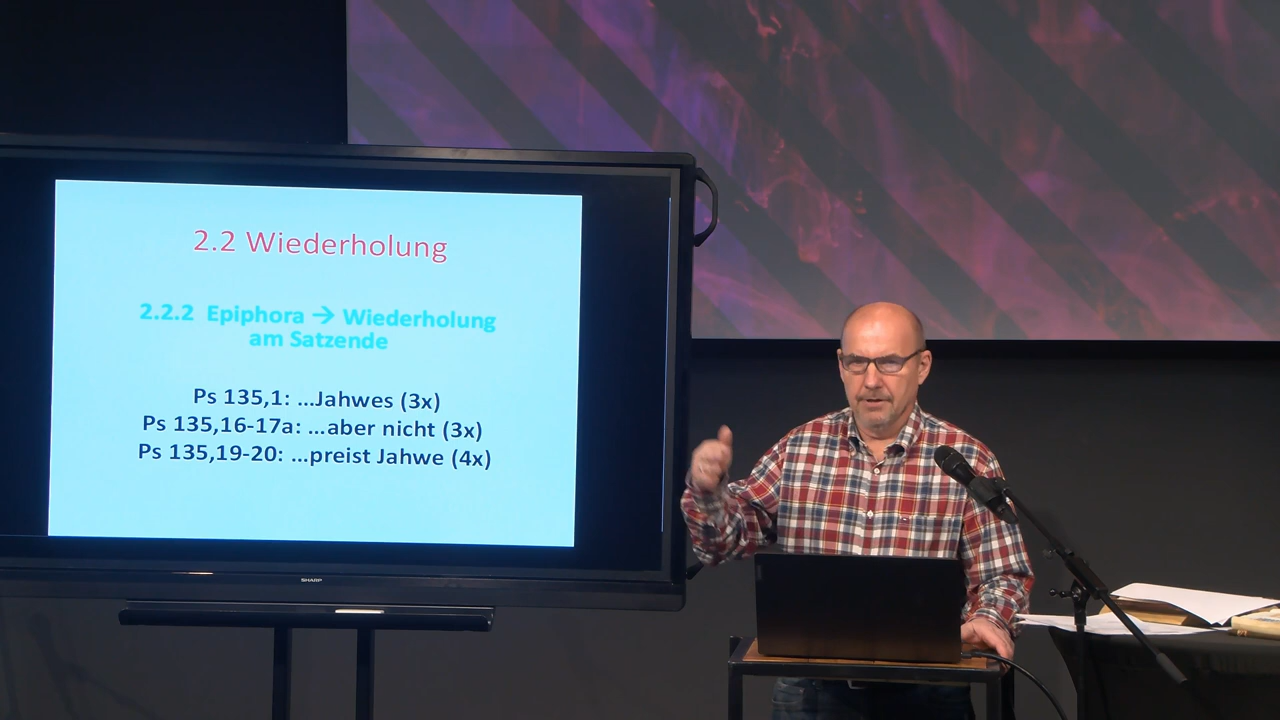 2.2 Wiederholung
2.2.2 Epiphora → Wiederholung
am Satzende
Ps 135,1: ...Jahwes (3x)
Ps 135,16-17a: ...aber nicht (3x)
Ps 135,19-20: ...preist Jahwe (4x)
SHARP